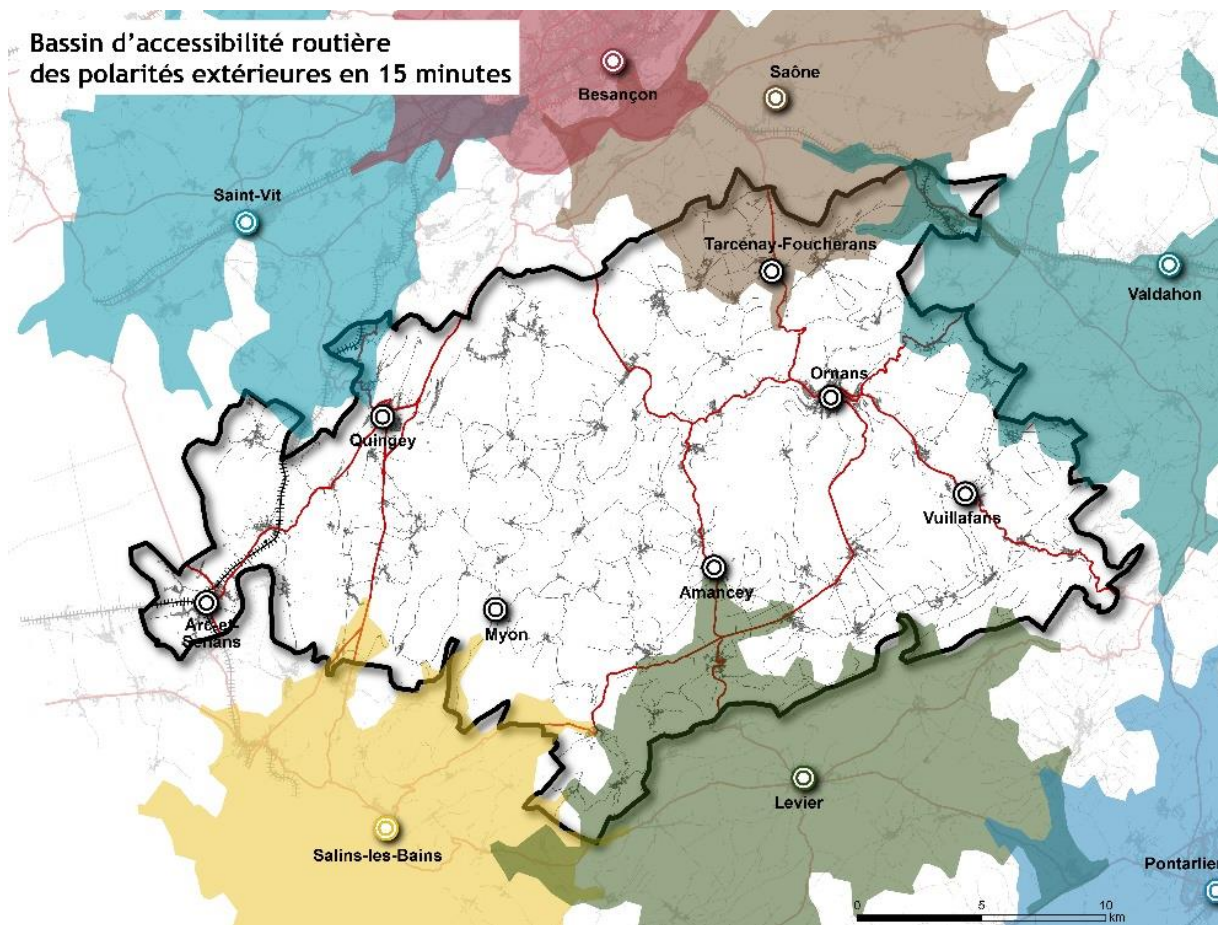 Bassin d'accessibilité routière
des polarités extérieures en 15 minutes
Besançon
Saône
Saint-Vit
Tarcenay-Foucherans
Valdahon
Ornans
Quingey
Vuillafans
Amancey
Arc-et-
Senans
Myon
Levier
Salins-les-Bains
Pontarlier
0 5 10
km